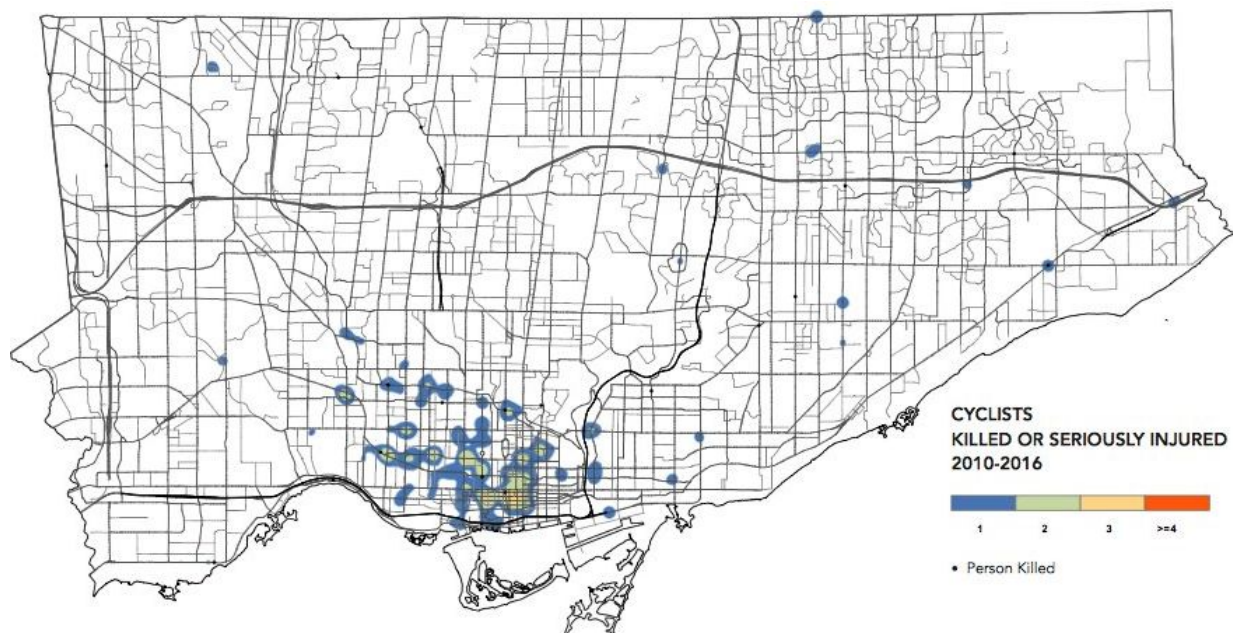 CYCLISTS
KILLED OR SERIOUSLY INJURED
2010-2016
1 2 3 >=4
• Person Killed